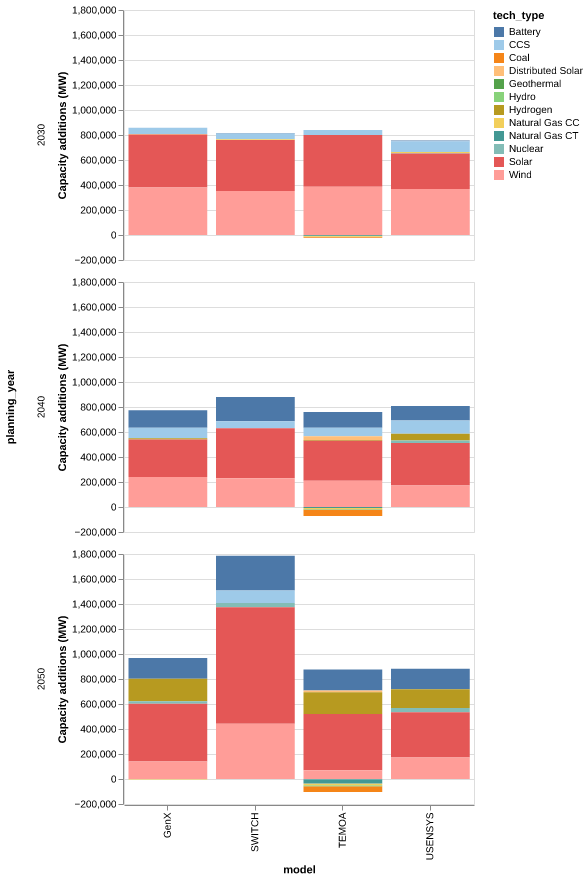 1,800,000
1,600,000
1,400,000
1,200,000
1,000,000
800,000
600,000
400,000
200,000
0
−200,000
Capacity additions (MW)
2030
1,800,000
1,600,000
1,400,000
1,200,000
1,000,000
800,000
600,000
400,000
200,000
0
−200,000
Capacity additions (MW)
2040
planning_year
1,800,000
1,600,000
1,400,000
1,200,000
1,000,000
800,000
600,000
400,000
200,000
0
−200,000
Capacity additions (MW)
2050
GenX
SWITCH
TEMOA
USENSYS
model
tech_type
Battery
CCS
Coal
Distributed Solar
Geothermal
Hydro
Hydrogen
Natural Gas CC
Natural Gas CT
Nuclear
Solar
Wind